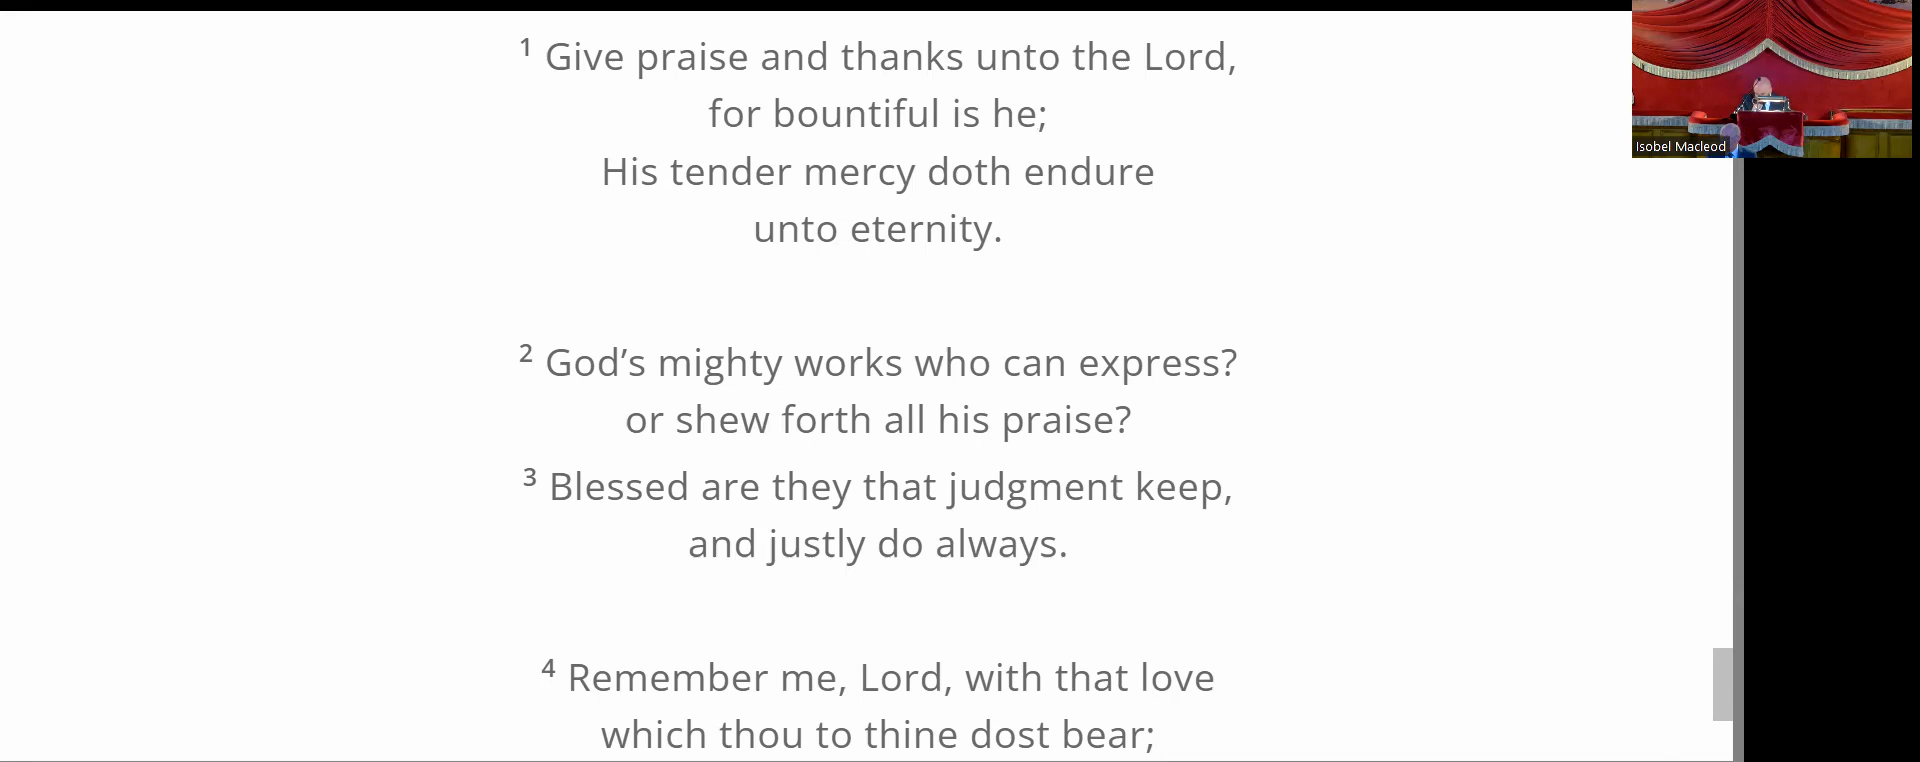 1 Give praise and thanks unto the Lord,
for bountiful is he;
His tender mercy doth endure
unto eternity.
2 God’s mighty works who can express?
or shew forth all his praise?
3 Blessed are they that judgment keep,
and justly do always.
4 Remember me, Lord, with that love
which thou to thine dost bear;
Isobel Macleod